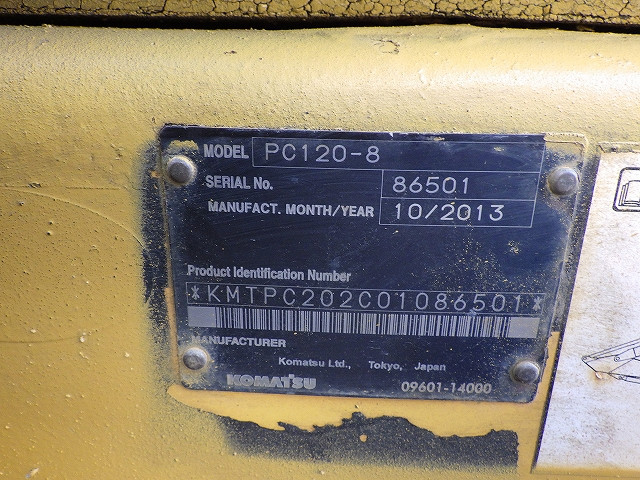 MODEL PC120-8
SERIAL No. 86501
MANUFACT. MONTH/YEAR 10/2013
Product Identification Number
*KMTPC202C01086501*
MANUFACTURER
Komatsu Ltd., Tokyo, Japan
KOMATSU 09601-14000